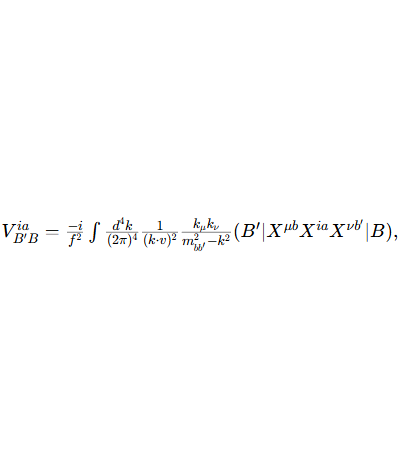 $V^{ia}_{B'B} = \frac{-i}{f^2} \int \frac{d^4k}{(2\pi)^4} \frac{1}{(k \cdot v)^2} \frac{k_\mu k_\nu}{m^2_{bb'} - k^2} (B'|X^{\mu b} X^{ia} X^{\nu b'}|B),$